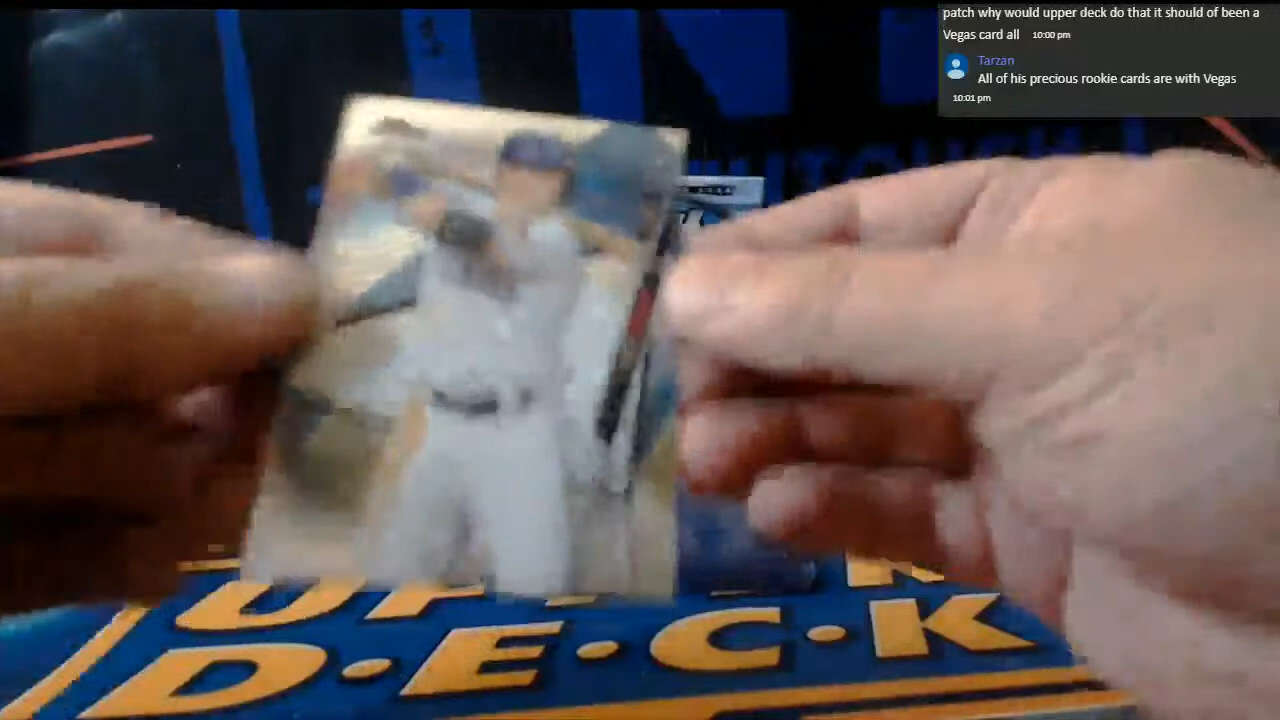 patch why would upper deck do that it should of been a
Vegas card all 10:00 pm
Tarzan
All of his precious rookie cards are with Vegas
10:01 pm
D·E·C·K